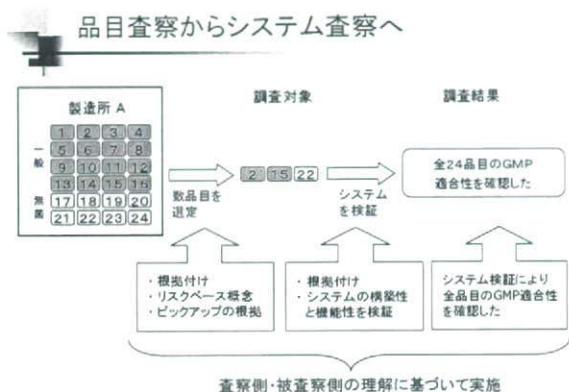 品目査察からシステム査察へ
製造所 A
調査対象
調査結果
一般
1 2 3 4
5 6 7 8
9 10 11 12
13 14 15 16
無菌
17 18 19 20
21 22 23 24
数品目を
選定
2 15 22
システム
を検証
全24品目のGMP
適合性を確認した
・根拠付け
・リスクベース概念
・ピックアップの根拠
・根拠付け
・システムの構築性
と機能性を検証
システム検証により
全品目のGMP適合性
を確認した
査察側・被査察側の理解に基づいて実施